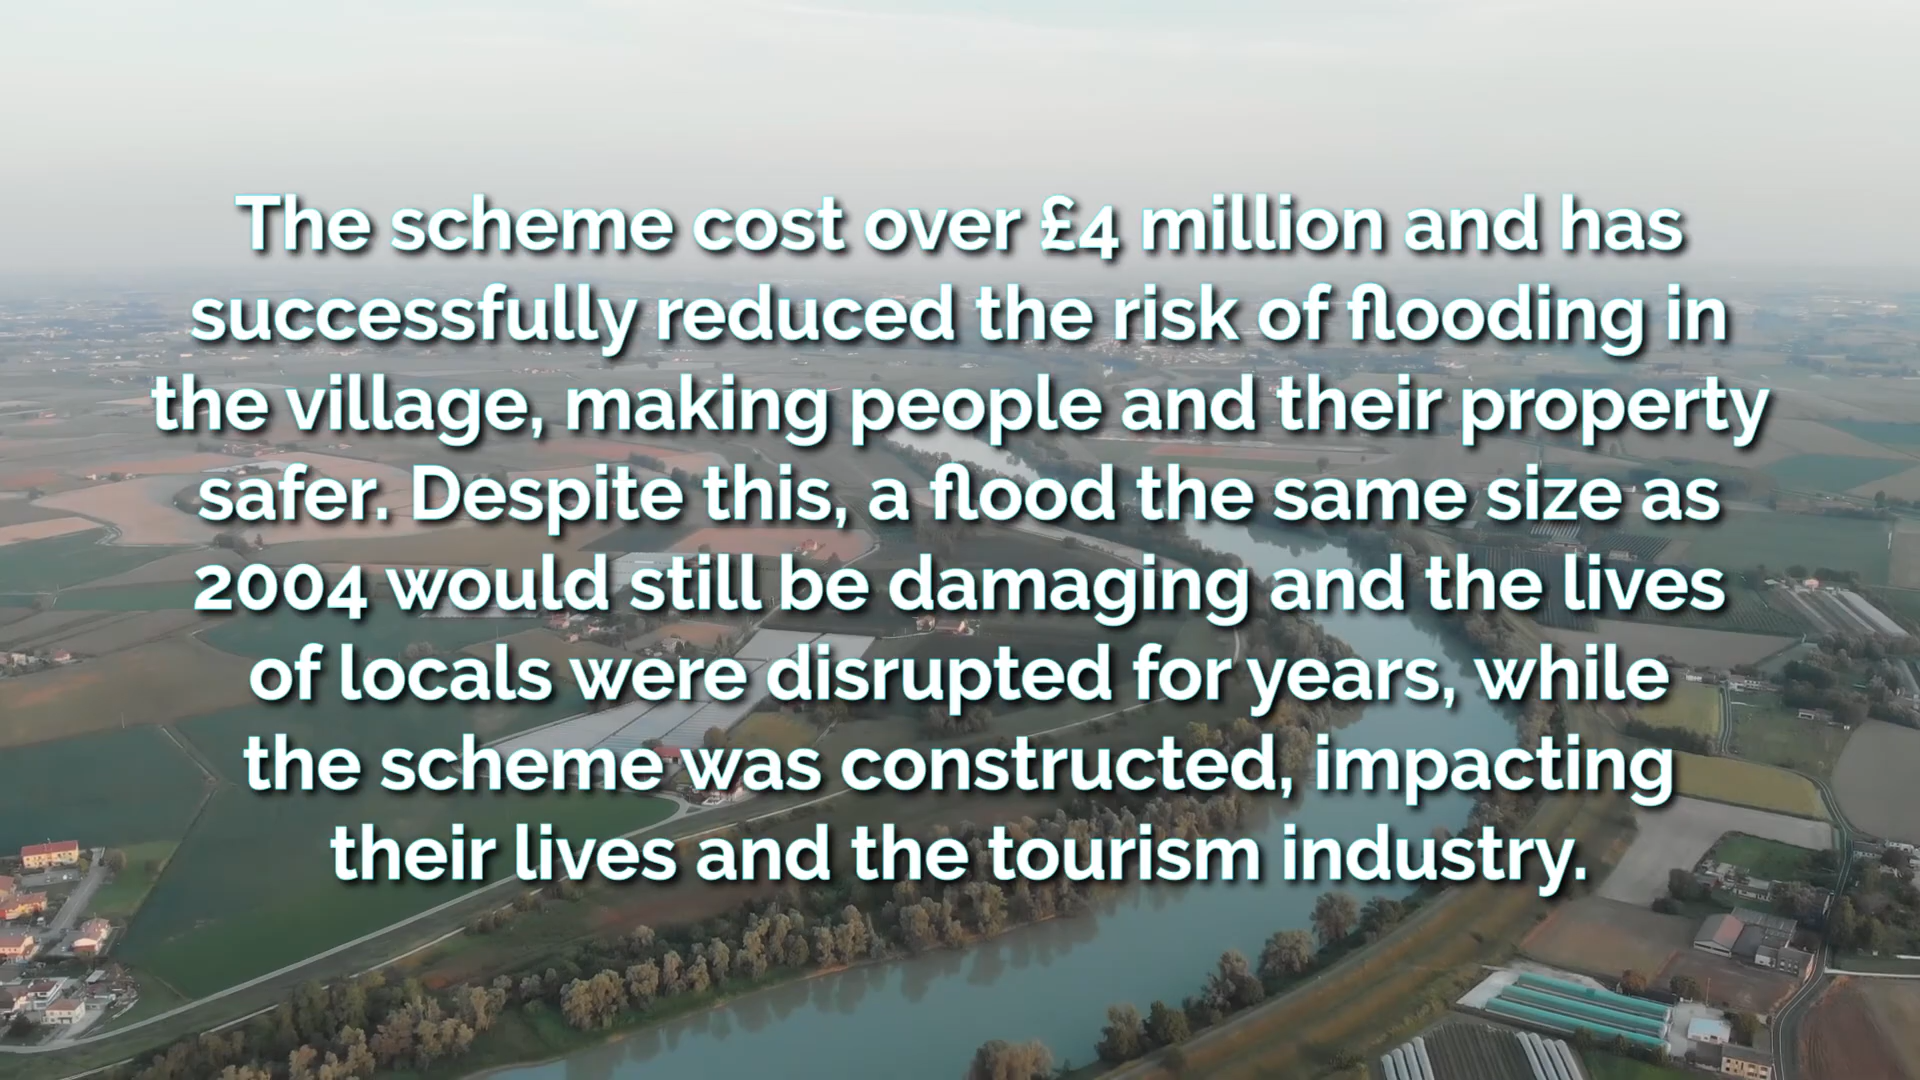 The scheme cost over £4 million and has
successfully reduced the risk of flooding in
the village, making people and their property
safer. Despite this, a flood the same size as
2004 would still be damaging and the lives
of locals were disrupted for years, while
the scheme was constructed, impacting
their lives and the tourism industry.